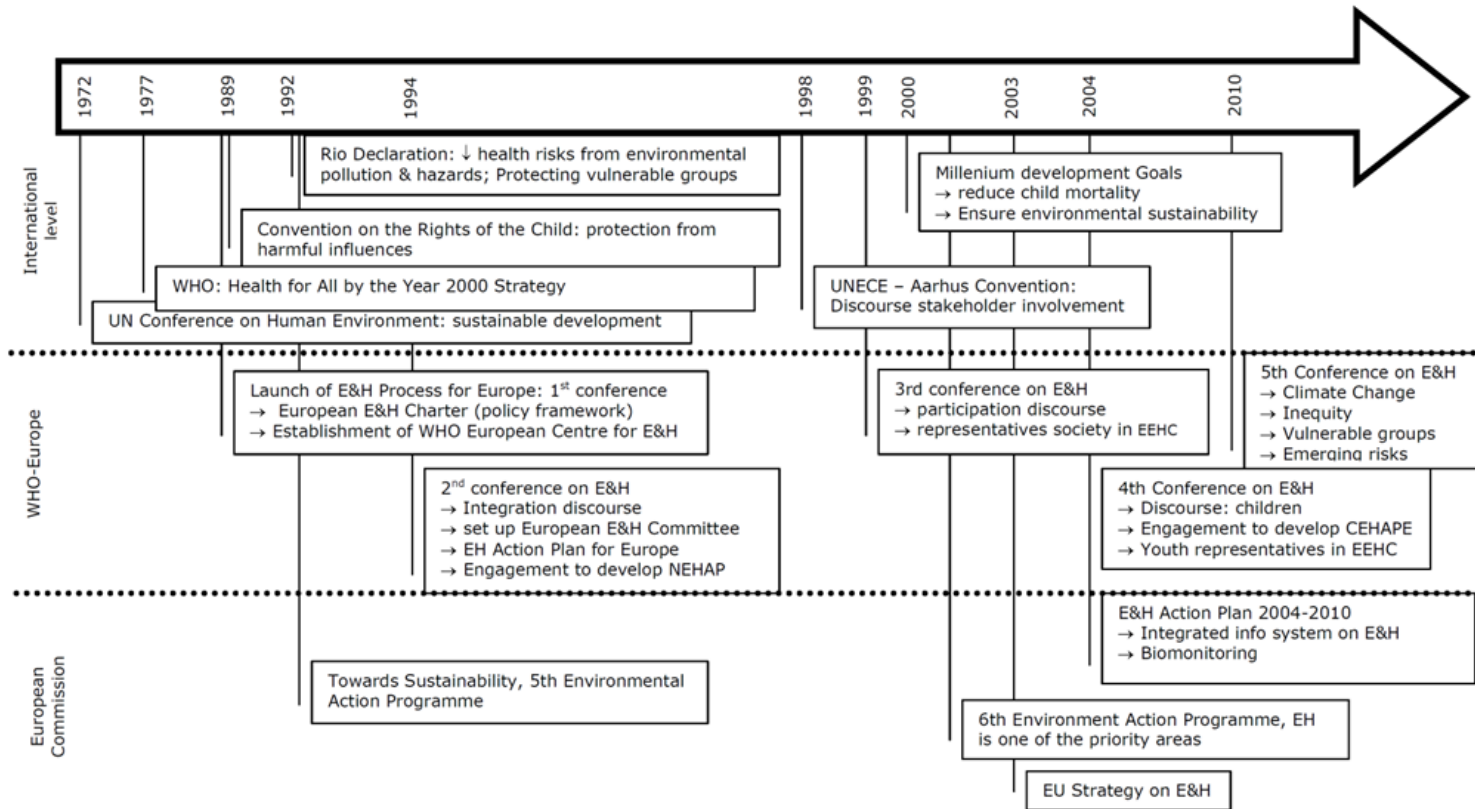 1972
1977
1989
1992
1994
1998
1999
2000
2003
2004
2010
International
level
Rio Declaration: ↓ health risks from environmental
pollution & hazards; Protecting vulnerable groups
Convention on the Rights of the Child: protection from
harmful influences
WHO: Health for All by the Year 2000 Strategy
UN Conference on Human Environment: sustainable development
Millenium development Goals
→ reduce child mortality
→ Ensure environmental sustainability
UNECE – Aarhus Convention:
Discourse stakeholder involvement
WHO-Europe
Launch of E&H Process for Europe: 1st conference
→ European E&H Charter (policy framework)
→ Establishment of WHO European Centre for E&H
2nd conference on E&H
→ Integration discourse
→ set up European E&H Committee
→ EH Action Plan for Europe
→ Engagement to develop NEHAP
3rd conference on E&H
→ participation discourse
→ representatives society in EEHC
5th Conference on E&H
→ Climate Change
→ Inequity
→ Vulnerable groups
→ Emerging risks
4th Conference on E&H
→ Discourse: children
→ Engagement to develop CEHAPE
→ Youth representatives in EEHC
European
Commission
Towards Sustainability, 5th Environmental
Action Programme
E&H Action Plan 2004-2010
→ Integrated info system on E&H
→ Biomonitoring
6th Environment Action Programme, EH
is one of the priority areas
EU Strategy on E&H